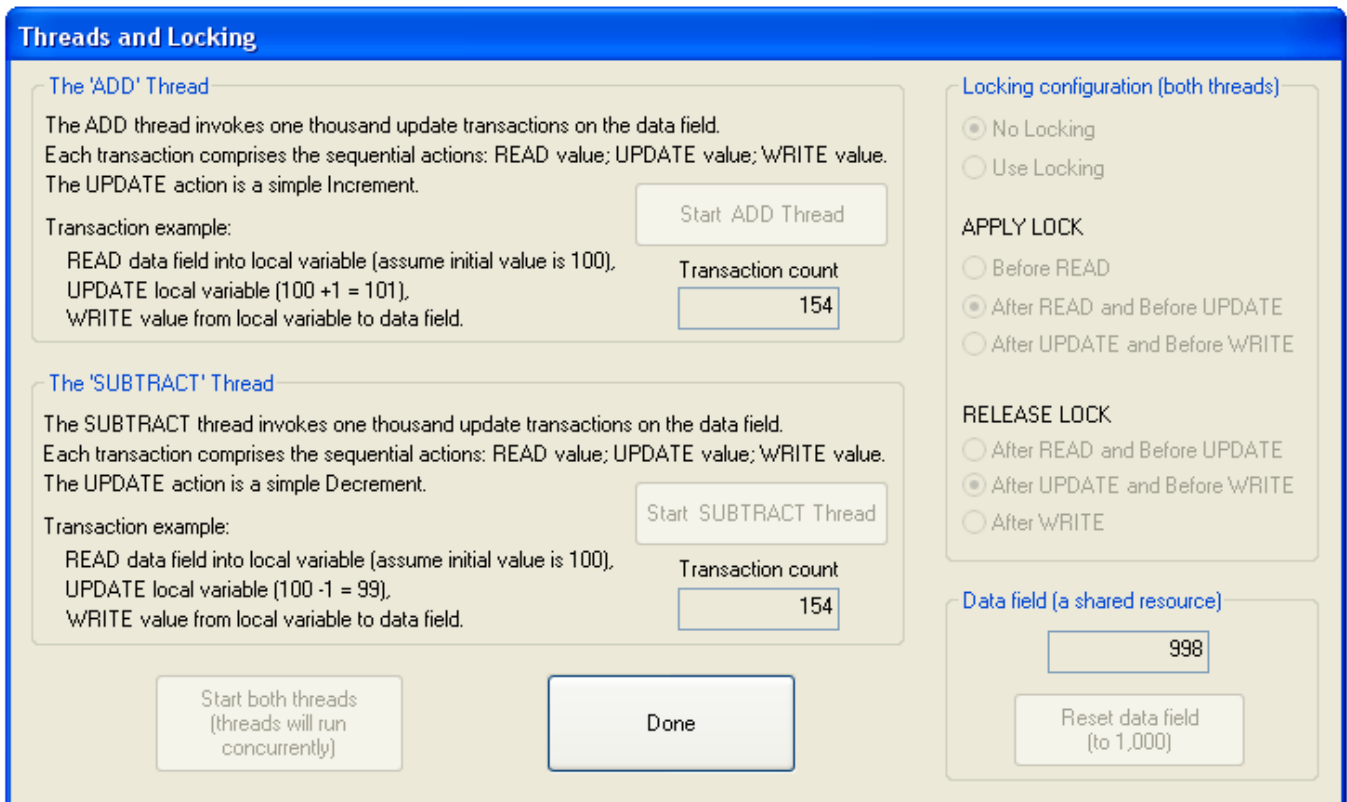 Threads and Locking
The 'ADD' Thread
The ADD thread invokes one thousand update transactions on the data field.
Each transaction comprises the sequential actions: READ value; UPDATE value; WRITE value.
The UPDATE action is a simple Increment.
Start ADD Thread
Transaction example:
READ data field into local variable (assume initial value is 100),
UPDATE local variable (100 +1 = 101),
WRITE value from local variable to data field.
Transaction count
154
The 'SUBTRACT' Thread
The SUBTRACT thread invokes one thousand update transactions on the data field.
Each transaction comprises the sequential actions: READ value; UPDATE value; WRITE value.
The UPDATE action is a simple Decrement.
Start SUBTRACT Thread
Transaction example:
READ data field into local variable (assume initial value is 100),
UPDATE local variable (100 -1 = 99),
WRITE value from local variable to data field.
Transaction count
154
Start both threads
(threads will run
concurrently)
Done
Locking configuration (both threads)
No Locking
Use Locking
APPLY LOCK
Before READ
After READ and Before UPDATE
After UPDATE and Before WRITE
RELEASE LOCK
After READ and Before UPDATE
After UPDATE and Before WRITE
After WRITE
Data field (a shared resource)
998
Reset data field
(to 1,000)